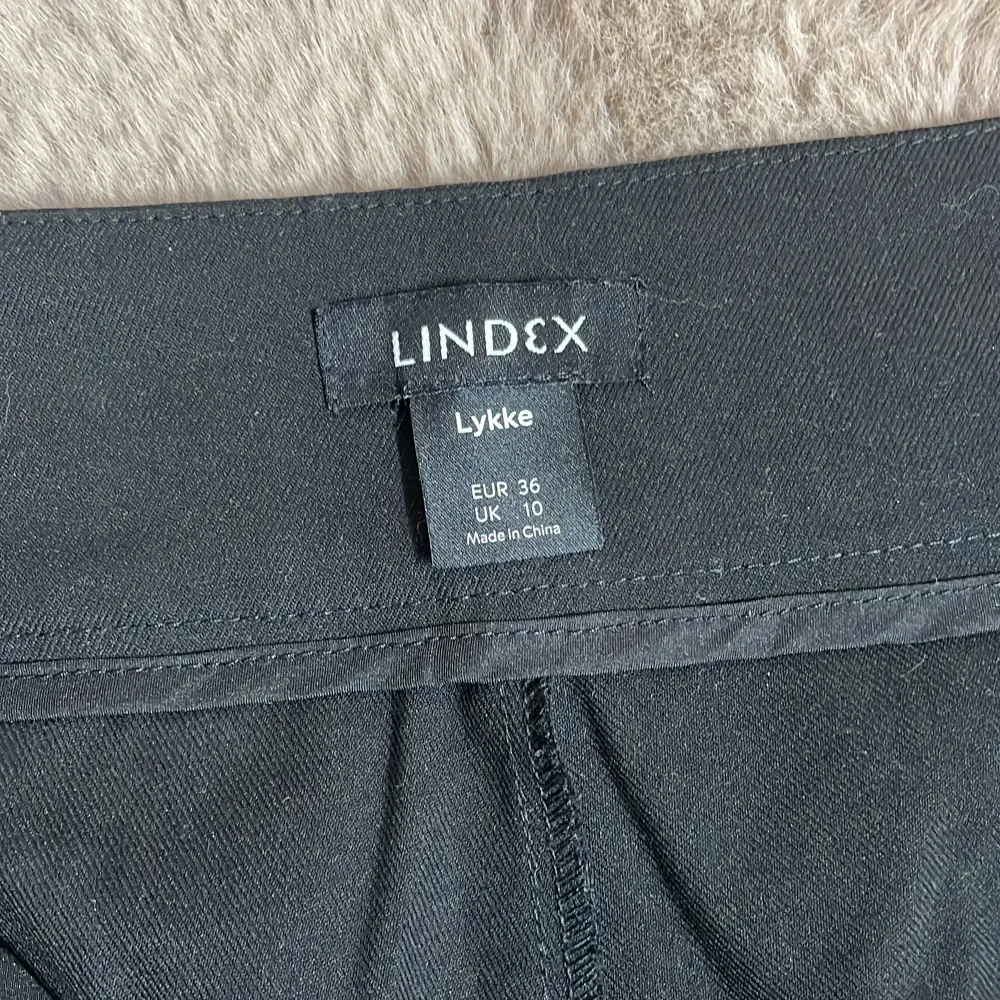 LINDEX
Lykke
EUR 36
UK 10
Made in China